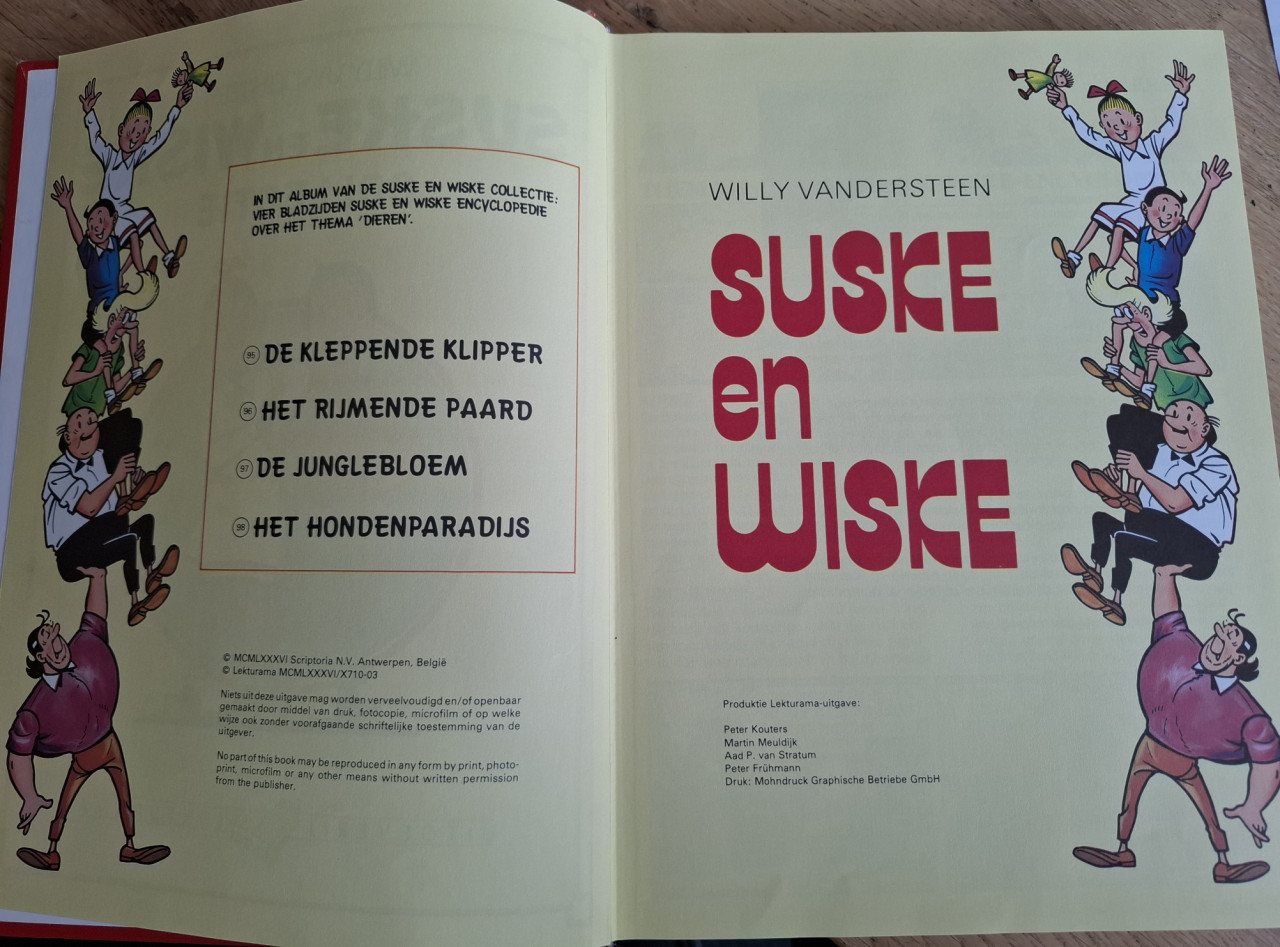 IN DIT ALBUM VAN DE SUSKE EN WISKE COLLECTIE:
VIER BLADZIJDEN SUSKE EN WISKE ENCYCLOPEDIE
OVER HET THEMA 'DIEREN'.
95 DE KLEPPENDE KLIPPER
96 HET RIJMENDE PAARD
97 DE JUNGLEBLOEM
98 HET HONDENPARADIJS
© MCMLXXXVI Scriptoria N.V. Antwerpen, België
© Lekturama MCMLXXXVI/X710-03
Niets uit deze uitgave mag worden verveelvoudigd en/of openbaar
gemaakt door middel van druk, fotocopie, microfilm of op welke
wijze ook zonder voorafgaande schriftelijke toestemming van de
uitgever.
No part of this book may be reproduced in any form by print, photo-
print, microfilm or any other means without written permission
from the publisher.
WILLY VANDERSTEEN
SUSKE
en
WISKE
Produktie Lekturama-uitgave:
Peter Kouters
Martin Meuldijk
Aad P. van Stratum
Peter Frühmann
Druk: Mohndruck Graphische Betriebe GmbH